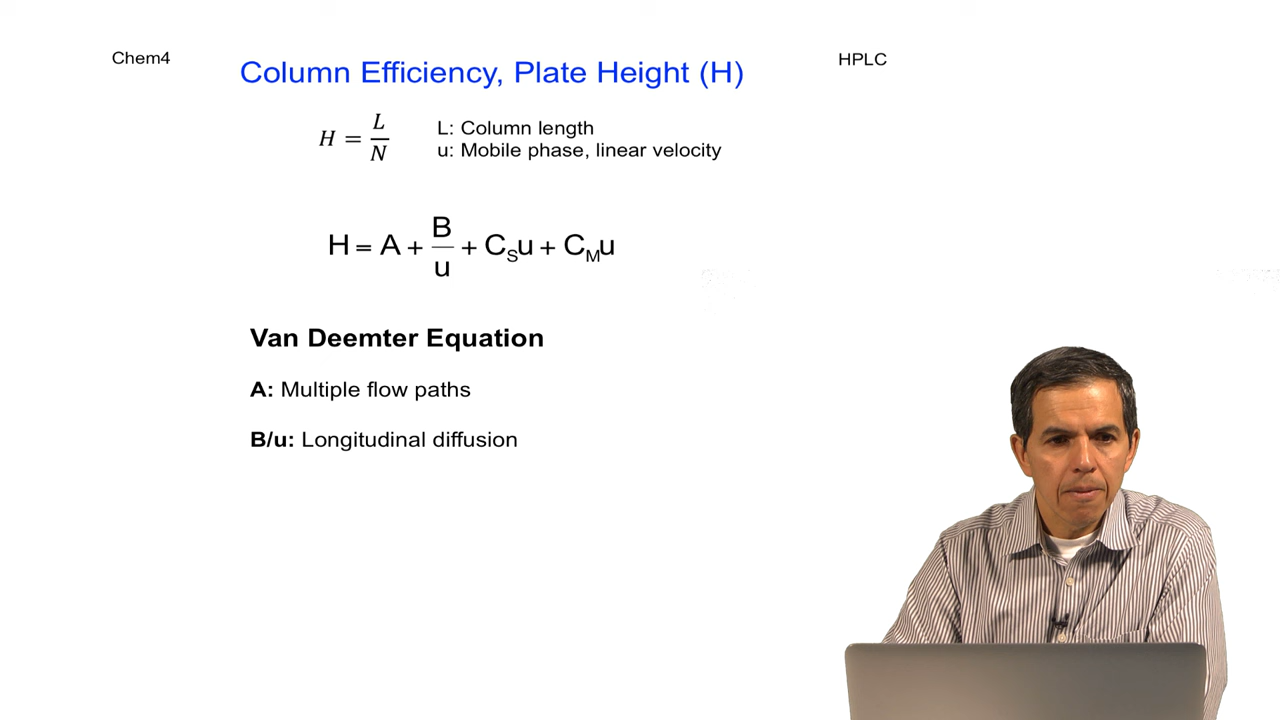 Chem4
HPLC
Column Efficiency, Plate Height (H)
H = L/N
L: Column length
u: Mobile phase, linear velocity
H = A + B/u + C_S u + C_M u
Van Deemter Equation
A: Multiple flow paths
B/u: Longitudinal diffusion